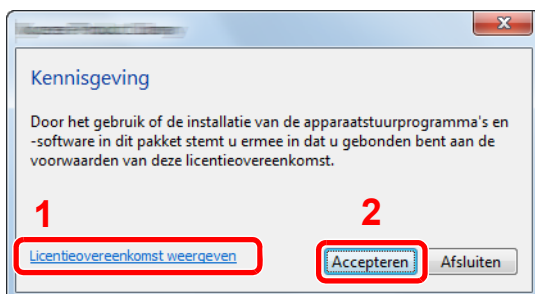 Kennisgeving
Door het gebruik of de installatie van de apparaatstuurprogramma's en
-software in dit pakket stemt u ermee in dat u gebonden bent aan de
voorwaarden van deze licentieovereenkomst.
1
2
Licentieovereenkomst weergeven
Accepteren
Afsluiten